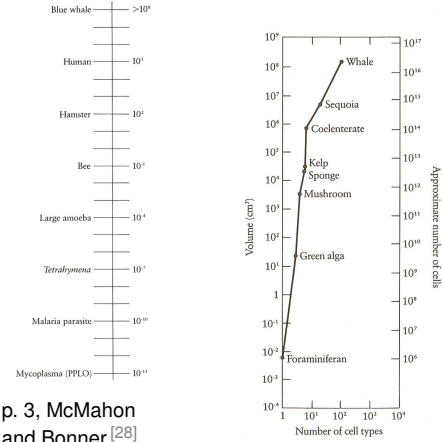 Blue whale >10⁸
Human 10⁵
Hamster 10²
Bee 10⁻¹
Large amoeba 10⁻⁴
Tetrahymena 10⁻⁷
Malaria parasite 10⁻¹⁰
Mycoplasma (PPLO) 10⁻¹³
p. 3, McMahon
and Bonner [28]
Volume (cm³)
10⁹
10⁸
10⁷
10⁶
10⁵
10⁴
10³
10²
10¹
1
10⁻¹
10⁻²
10⁻³
10⁻⁴
Whale
Sequoia
Coelenterate
Kelp
Sponge
Mushroom
Green alga
Foraminiferan
10¹⁷
10¹⁶
10¹⁵
10¹⁴
10¹³
10¹²
10¹¹
10¹⁰
10⁹
10⁸
10⁷
10⁶
Approximate number of cells
1 10¹ 10² 10³ 10⁴
Number of cell types